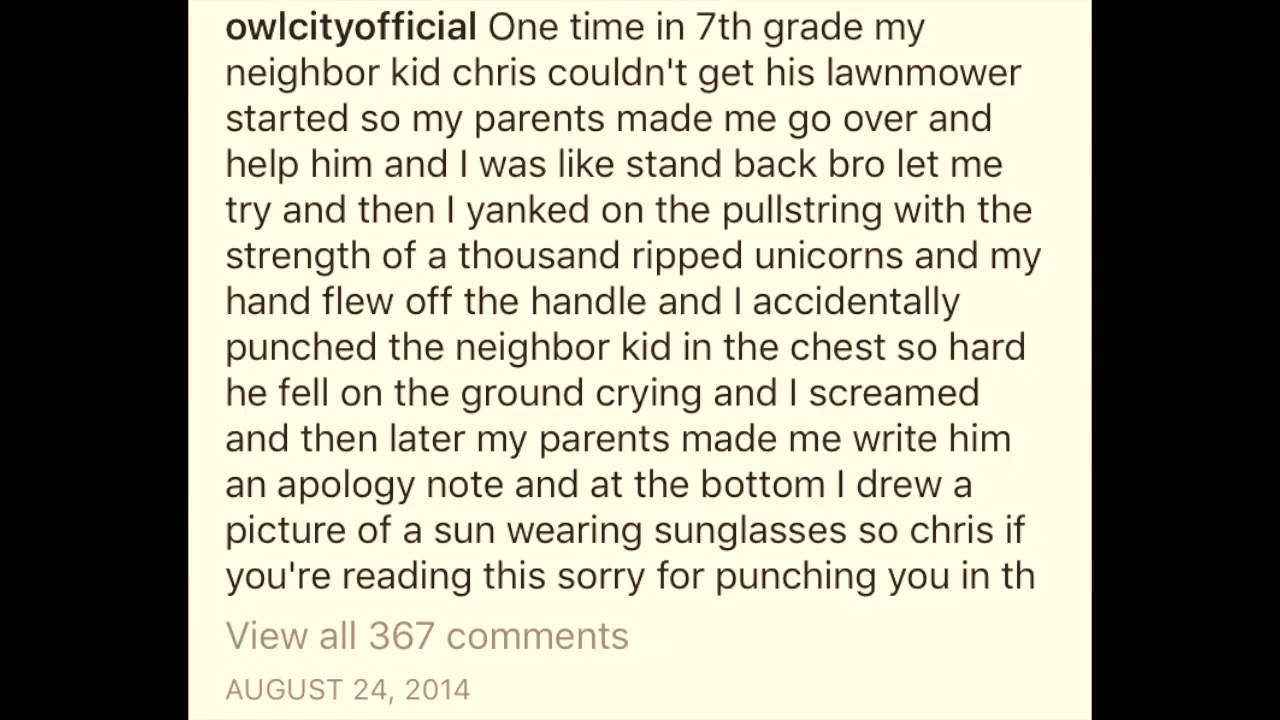 owlcityofficial One time in 7th grade my
neighbor kid chris couldn't get his lawnmower
started so my parents made me go over and
help him and I was like stand back bro let me
try and then I yanked on the pullstring with the
strength of a thousand ripped unicorns and my
hand flew off the handle and I accidentally
punched the neighbor kid in the chest so hard
he fell on the ground crying and I screamed
and then later my parents made me write him
an apology note and at the bottom I drew a
picture of a sun wearing sunglasses so chris if
you're reading this sorry for punching you in th
View all 367 comments
AUGUST 24, 2014